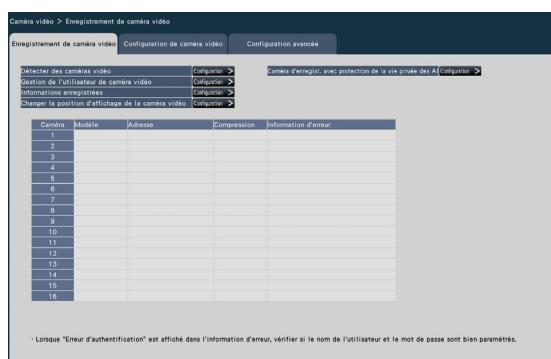 Caméra vidéo > Enregistrement de caméra vidéo
Enregistrement de caméra vidéo Configuration de caméra vidéo Configuration avancée
Détecter des caméras vidéo Configuration >
Caméra d'enregist. avec protection de la vie privée des AI Configuration >
Gestion de l'utilisateur de caméra vidéo Configuration >
Informations enregistrées Configuration >
Changer la position d'affichage de la caméra vidéo Configuration >
Caméra Modèle Adresse Compression Information d'erreur
1
2
3
4
5
6
7
8
9
10
11
12
13
14
15
16
· Lorsque "Erreur d'authentification" est affiché dans l'information d'erreur, vérifier si le nom de l'utilisateur et le mot de passe sont bien paramétrés.